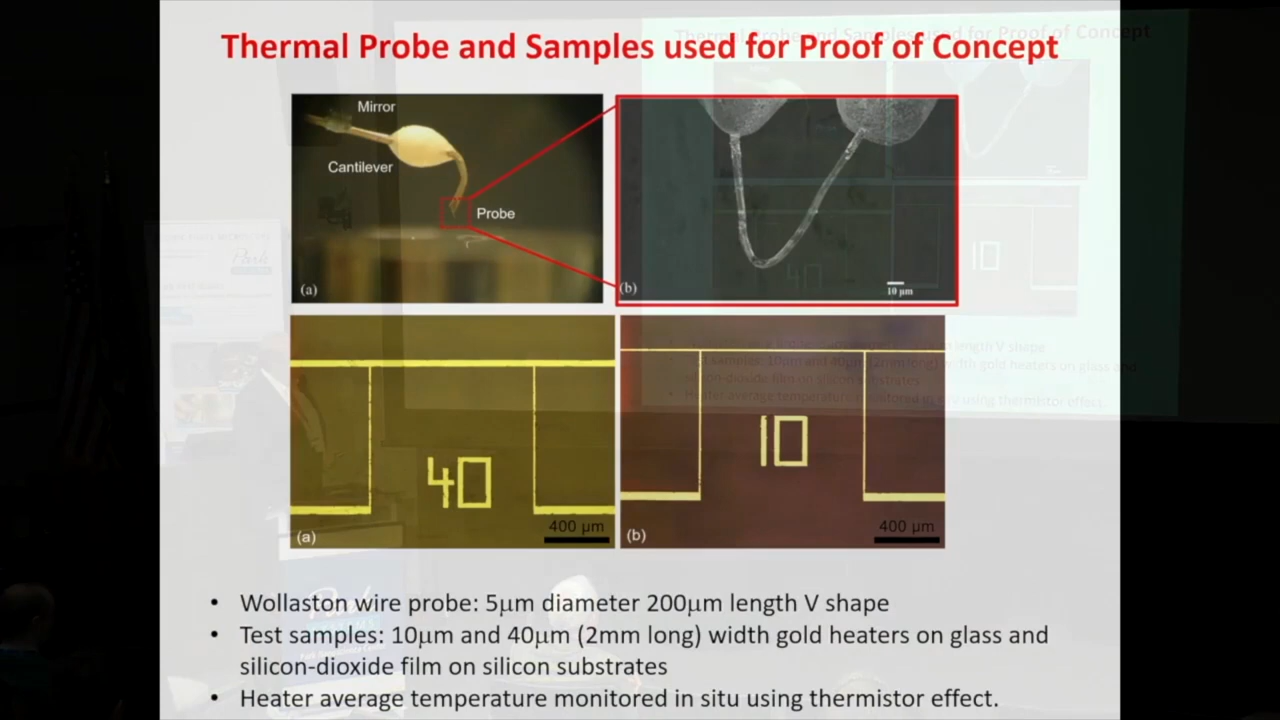 Thermal Probe and Samples used for Proof of Concept
Mirror
Cantilever
Probe
(a)
(b)
10 μm
40
400 μm
(a)
10
400 μm
(b)
• Wollaston wire probe: 5μm diameter 200μm length V shape
• Test samples: 10μm and 40μm (2mm long) width gold heaters on glass and
silicon-dioxide film on silicon substrates
• Heater average temperature monitored in situ using thermistor effect.
Park